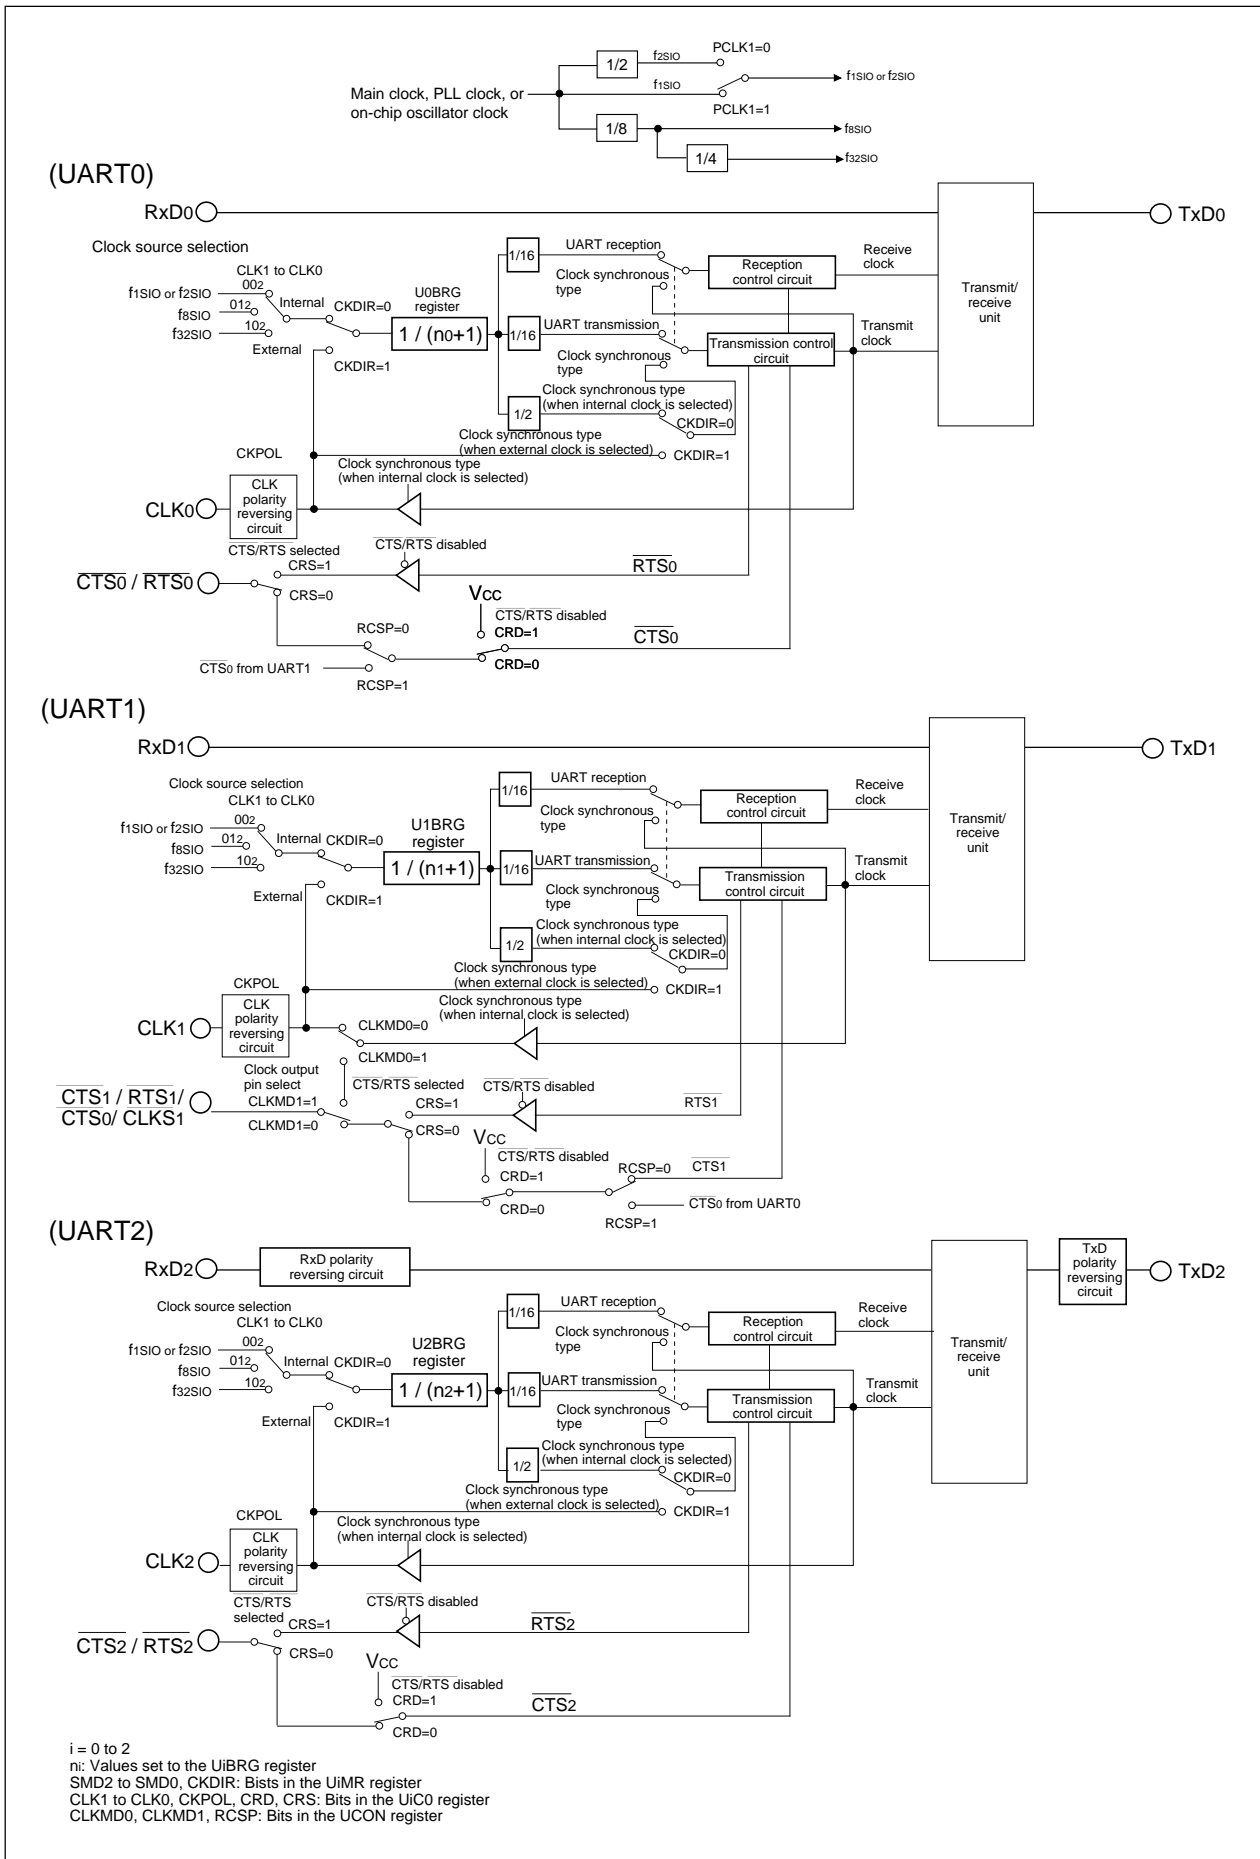 f2SIO PCLK1=0
1/2
Main clock, PLL clock, or
on-chip oscillator clock
f1SIO
f1SIO or f2SIO
PCLK1=1
1/8
f8SIO
1/4
f32SIO
(UART0)
RxD0
TxD0
Clock source selection
CLK1 to CLK0
f1SIO or f2SIO
002
f8SIO
012
f32SIO
102
Internal
CKDIR=0
External
CKDIR=1
U0BRG
register
1 / (n0+1)
1/16
UART reception
Clock synchronous
type
Reception
control circuit
Receive
clock
Transmit/
receive
unit
1/16
UART transmission
Clock synchronous
type
Transmission control
circuit
Transmit
clock
1/2
Clock synchronous type
(when internal clock is selected)
CKDIR=0
Clock synchronous type
(when external clock is selected)
CKDIR=1
CKPOL
Clock synchronous type
(when internal clock is selected)
CLK0
CLK
polarity
reversing
circuit
CTS/RTS selected
CTS/RTS disabled
CTS0 / RTS0
CRS=1
CRS=0
RTS0
VCC
CTS/RTS disabled
RCSP=0
CRD=1
CTS0
CTS0 from UART1
CRD=0
RCSP=1
(UART1)
RxD1
TxD1
Clock source selection
CLK1 to CLK0
f1SIO or f2SIO
002
f8SIO
012
f32SIO
102
Internal
CKDIR=0
External
CKDIR=1
U1BRG
register
1 / (n1+1)
1/16
UART reception
Clock synchronous
type
Reception
control circuit
Receive
clock
Transmit/
receive
unit
1/16
UART transmission
Clock synchronous
type
Transmission
control circuit
Transmit
clock
1/2
Clock synchronous type
(when internal clock is selected)
CKDIR=0
Clock synchronous type
(when external clock is selected)
CKDIR=1
CKPOL
Clock synchronous type
(when internal clock is selected)
CLK1
CLK
polarity
reversing
circuit
CLKMD0=0
CLKMD0=1
Clock output
pin select
CTS/RTS selected
CTS/RTS disabled
CTS1 / RTS1/
CTS0/ CLKS1
CLKMD1=1
CLKMD1=0
CRS=1
CRS=0
RTS1
VCC
CTS/RTS disabled
CRD=1
CRD=0
RCSP=0
CTS1
CTS0 from UART0
RCSP=1
(UART2)
RxD2
RxD polarity
reversing circuit
TxD
polarity
reversing
circuit
TxD2
Clock source selection
CLK1 to CLK0
f1SIO or f2SIO
002
f8SIO
012
f32SIO
102
Internal
CKDIR=0
External
CKDIR=1
U2BRG
register
1 / (n2+1)
1/16
UART reception
Clock synchronous
type
Reception
control circuit
Receive
clock
Transmit/
receive
unit
1/16
UART transmission
Clock synchronous
type
Transmission
control circuit
Transmit
clock
1/2
Clock synchronous type
(when internal clock is selected)
CKDIR=0
Clock synchronous type
(when external clock is selected)
CKDIR=1
CKPOL
Clock synchronous type
(when internal clock is selected)
CLK2
CLK
polarity
reversing
circuit
CTS/RTS
selected
CTS/RTS disabled
CTS2 / RTS2
CRS=1
CRS=0
RTS2
VCC
CTS/RTS disabled
CRD=1
CTS2
CRD=0
i = 0 to 2
ni: Values set to the UiBRG register
SMD2 to SMD0, CKDIR: Bists in the UiMR register
CLK1 to CLK0, CKPOL, CRD, CRS: Bits in the UiC0 register
CLKMD0, CLKMD1, RCSP: Bits in the UCON register